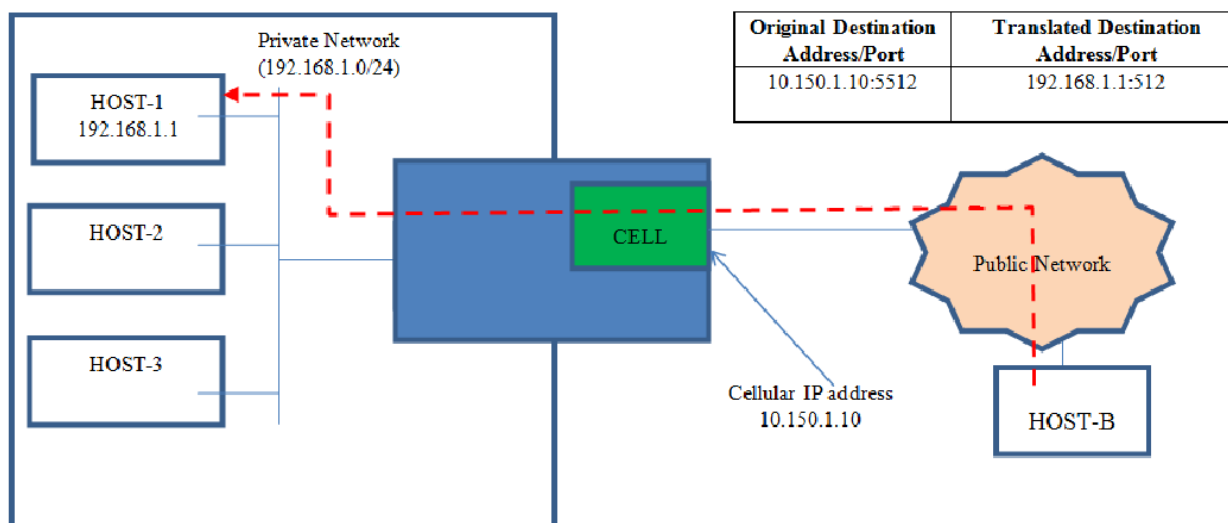 Private Network
(192.168.1.0/24)
HOST-1
192.168.1.1
HOST-2
HOST-3
CELL
Cellular IP address
10.150.1.10
Public Network
HOST-B
Original Destination
Address/Port
Translated Destination
Address/Port
10.150.1.10:5512
192.168.1.1:512